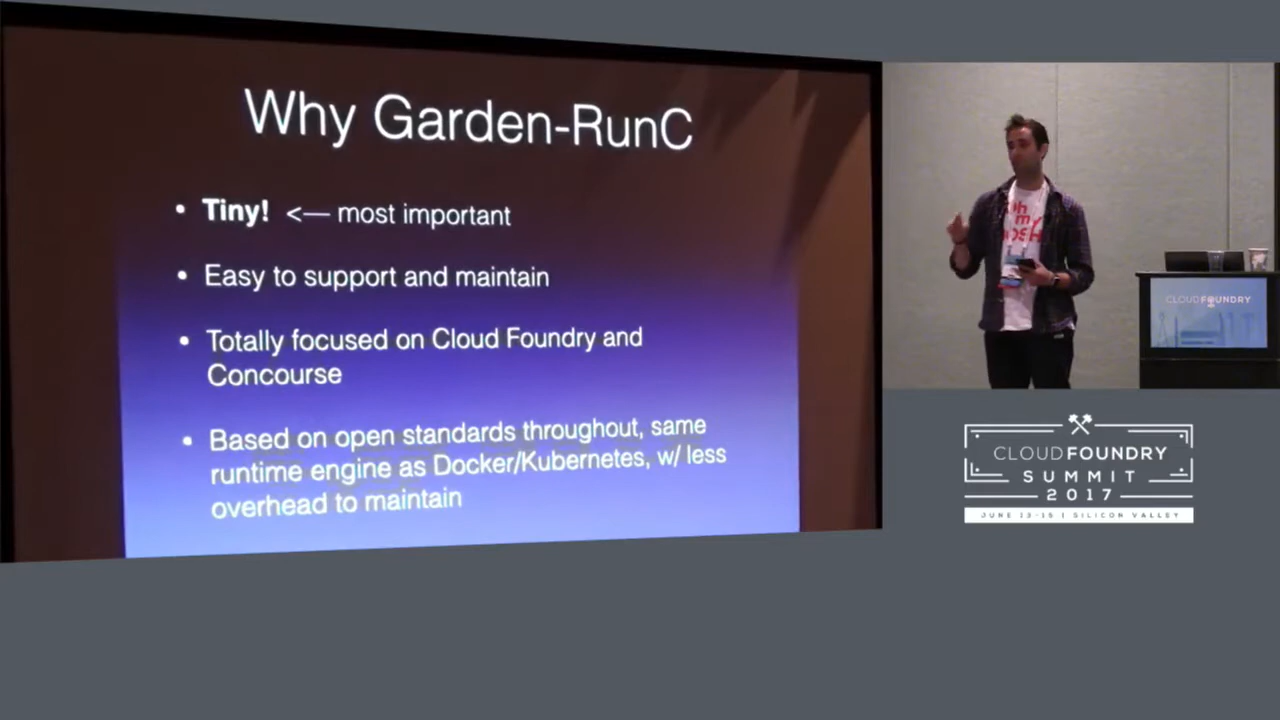 Why Garden-RunC
• Tiny! <— most important
• Easy to support and maintain
• Totally focused on Cloud Foundry and
Concourse
• Based on open standards throughout, same
runtime engine as Docker/Kubernetes, w/ less
overhead to maintain
CLOUDFOUNDRY
CLOUDFOUNDRY
SUMMIT
2017
JUNE 13-15 | SILICON VALLEY